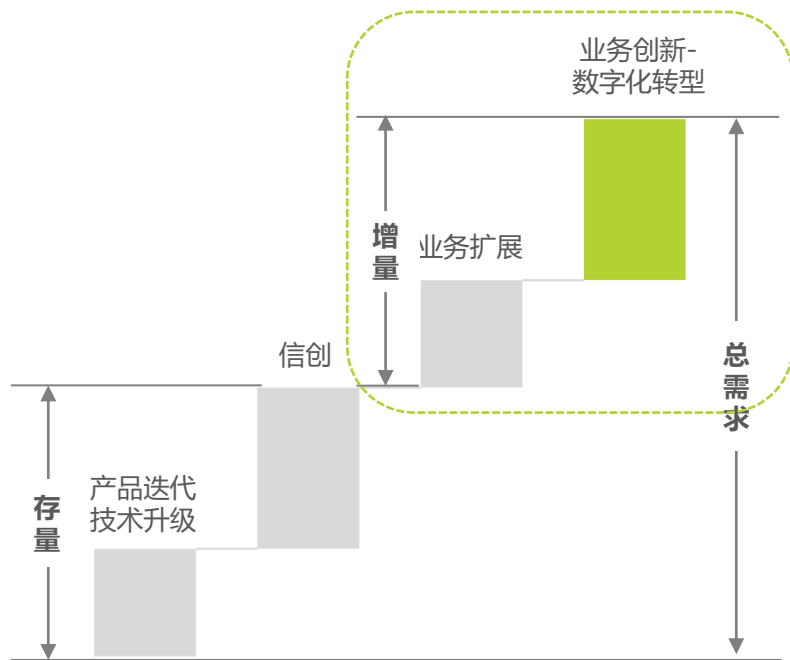 业务创新-
数字化转型
增量
业务扩展
信创
总需求
产品迭代
技术升级
存量